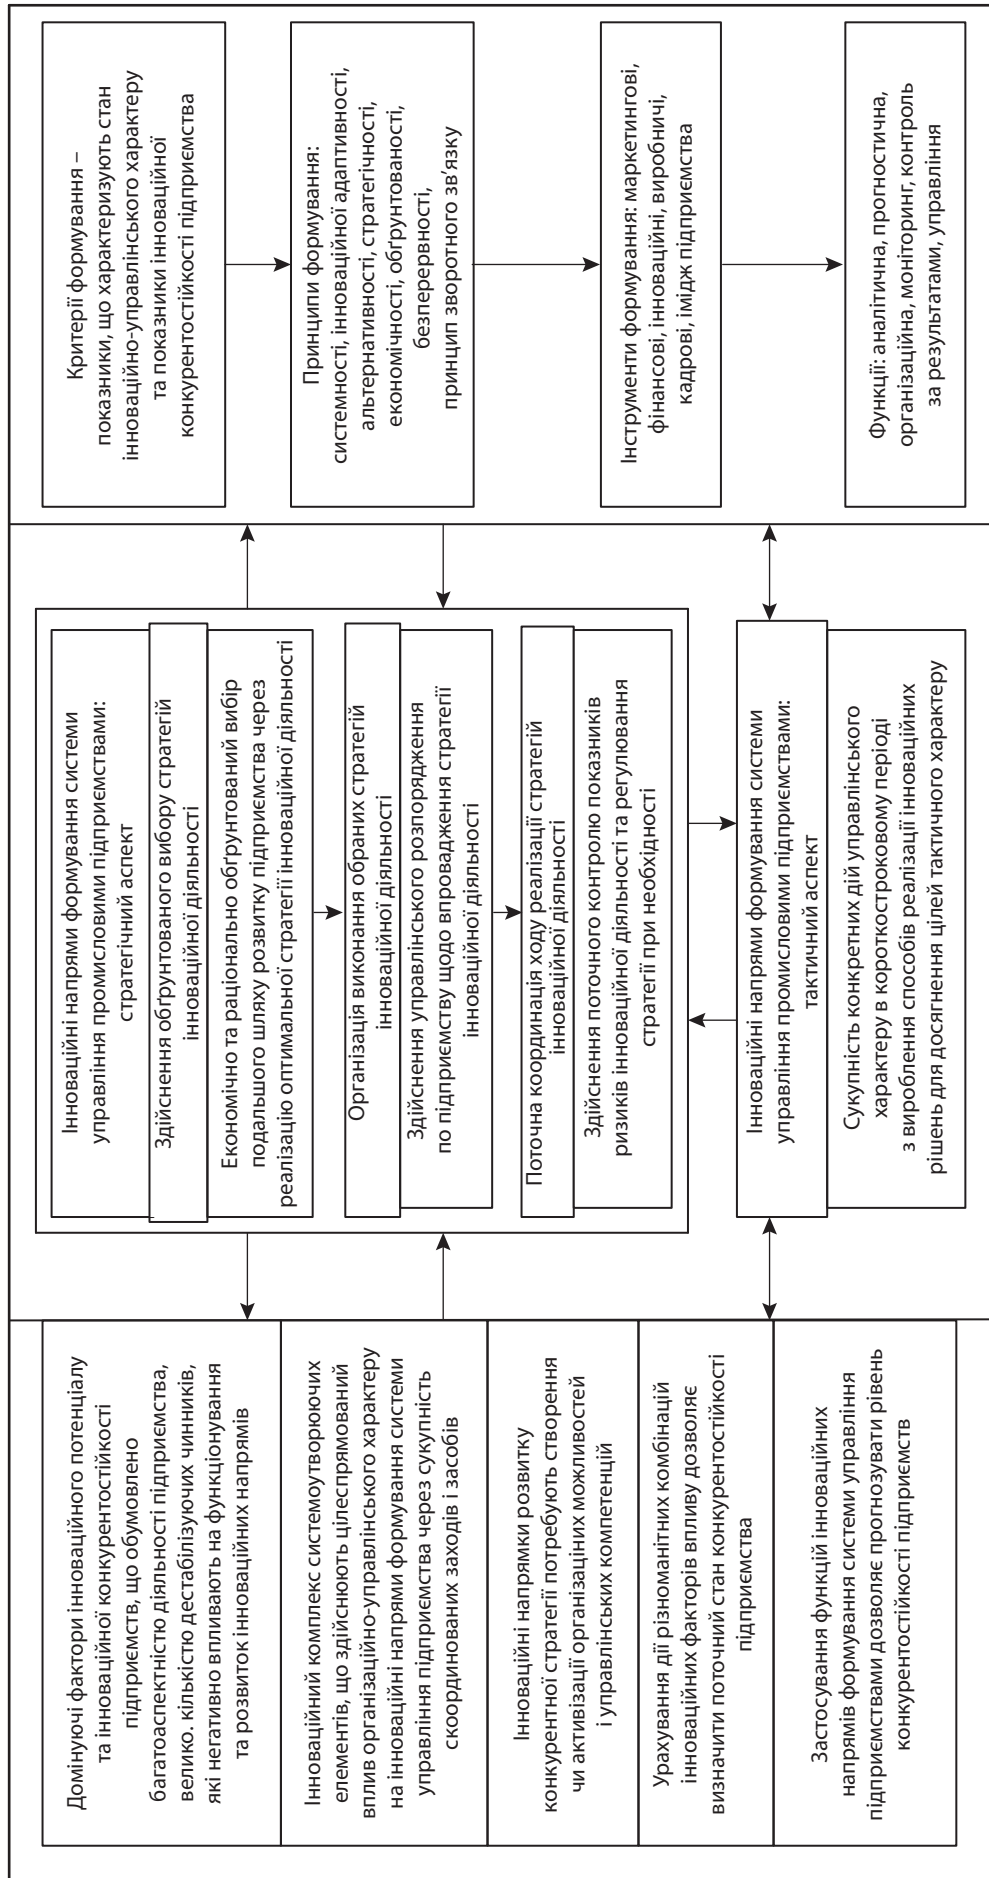 Домінуючі фактори інноваційного потенціалу
та інноваційної конкурентостійкості
підприємств, що обумовлено
багатоаспектністю діяльності підприємства,
велико. кількістю дестабілізуючих чинників,
які негативно впливають на функціонування
та розвиток інноваційних напрямів
Інноваційний комплекс системоутворюючих
елементів, що здійснюють цілеспрямований
вплив організаційно-управлінського характеру
на інноваційні напрями формування системи
управління підприємства через сукупність
скоординованих заходів і засобів
Інноваційні напрямки розвитку
конкурентної стратегії потребують створення
чи активізації організаціних можливостей
і управлінських компетенцій
Урахування дії різноманітних комбінацій
інноваційних факторів впливу дозволяє
визначити поточний стан конкурентостійкості
підприємства
Застосування функцій інноваційних
напрямів формування системи управління
підприємствами дозволяє прогнозувати рівень
конкурентостійкості підприємств
Інноваційні напрями формування системи
управління промисловими підприємствами:
стратегічний аспект
Здійснення обґрунтованого вибору стратегій
інноваційної діяльності
Економічно та раціонально обґрунтований вибір
подальшого шляху розвитку підприємства через
реалізацію оптимальної стратегії інноваційної діяльності
Організація виконання обраних стратегій
інноваційної діяльності
Здійснення управлінського розпорядження
по підприємству щодо впровадження стратегії
інноваційної діяльності
Поточна координація ходу реалізації стратегій
інноваційної діяльності
Здійснення поточного контролю показників
ризиків інноваційної діяльності та регулювання
стратегії при необхідності
Інноваційні напрями формування системи
управління промисловими підприємствами:
тактичний аспект
Сукупність конкретних дій управлінського
характеру в короткостроковому періоді
з вироблення способів реалізації інноваційних
рішень для досягнення цілей тактичного характеру
Критерії формування –
показники, що характеризують стан
інноваційно-управлінського характеру
та показники інноваційної
конкурентостійкості підприємства
Принципи формування:
системності, інноваційної адаптивності,
альтернативності, стратегічності,
економічності, обґрунтованості,
безперервності,
принцип зворотного зв'язку
Інструменти формування: маркетингові,
фінансові, інноваційні, виробничі,
кадрові, імідж підприємства
Функції: аналітична, прогностична,
організаційна, моніторинг, контроль
за результатами, управління